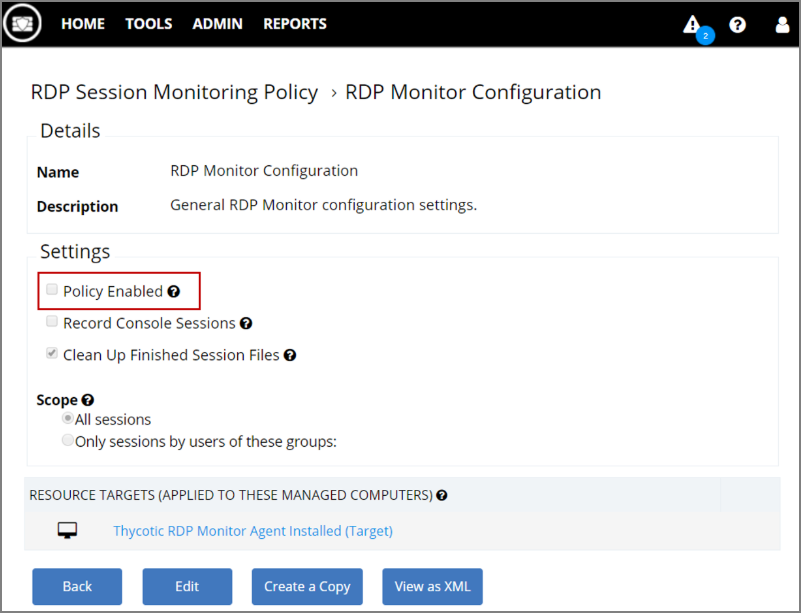 HOME TOOLS ADMIN REPORTS
2
RDP Session Monitoring Policy › RDP Monitor Configuration
Details
Name RDP Monitor Configuration
Description General RDP Monitor configuration settings.
Settings
Policy Enabled ?
Record Console Sessions ?
Clean Up Finished Session Files ?
Scope ?
All sessions
Only sessions by users of these groups:
RESOURCE TARGETS (APPLIED TO THESE MANAGED COMPUTERS) ?
Thycotic RDP Monitor Agent Installed (Target)
Back Edit Create a Copy View as XML